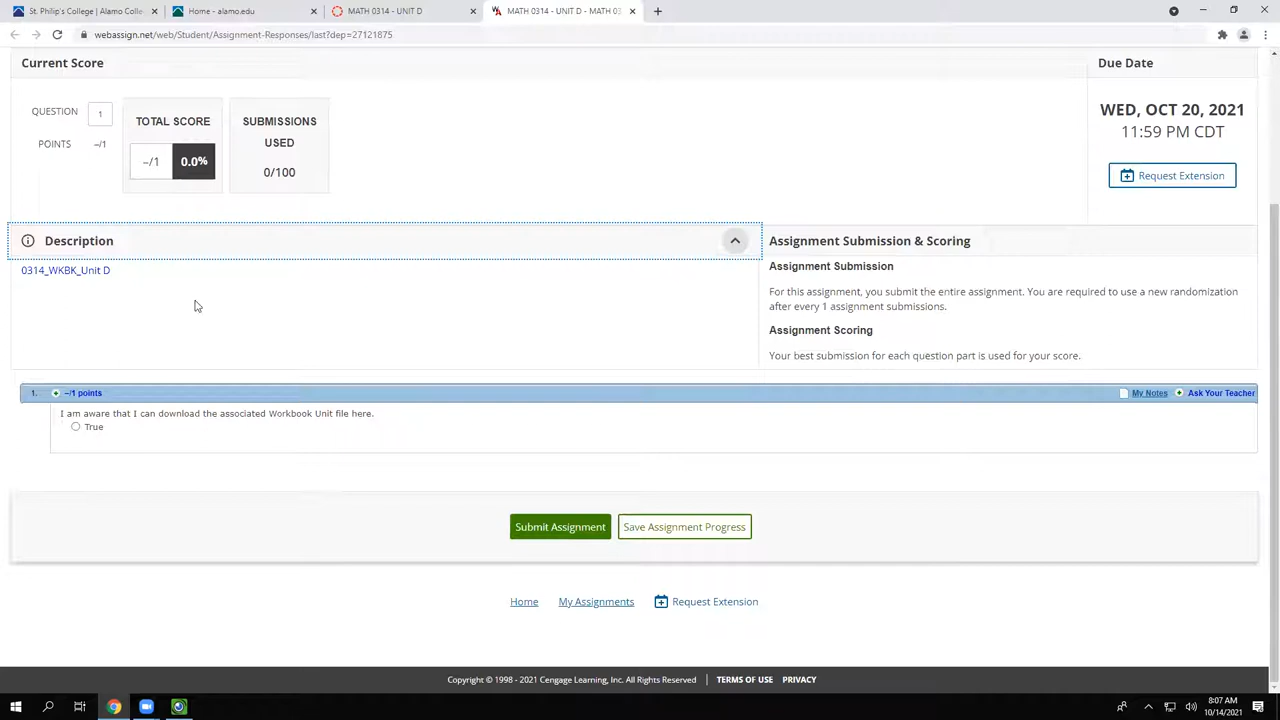 St. Philip's College | Alamo Colle
Home - alamo.edu
MATH 0314 - UNIT D
MATH 0314 - UNIT D - MATH 03
webassign.net/web/Student/Assignment-Responses/last?dep=27121875
Current Score
Due Date
QUESTION 1
POINTS –/1
TOTAL SCORE
–/1 0.0%
SUBMISSIONS
USED
0/100
WED, OCT 20, 2021
11:59 PM CDT
Request Extension
Description
0314_WKBK_Unit D
Assignment Submission & Scoring
Assignment Submission
For this assignment, you submit the entire assignment. You are required to use a new randomization
after every 1 assignment submissions.
Assignment Scoring
Your best submission for each question part is used for your score.
1. –/1 points
My Notes
Ask Your Teacher
I am aware that I can download the associated Workbook Unit file here.
True
Submit Assignment
Save Assignment Progress
Home
My Assignments
Request Extension
Copyright © 1998 - 2021 Cengage Learning, Inc. All Rights Reserved
TERMS OF USE
PRIVACY
8:07 AM
10/14/2021